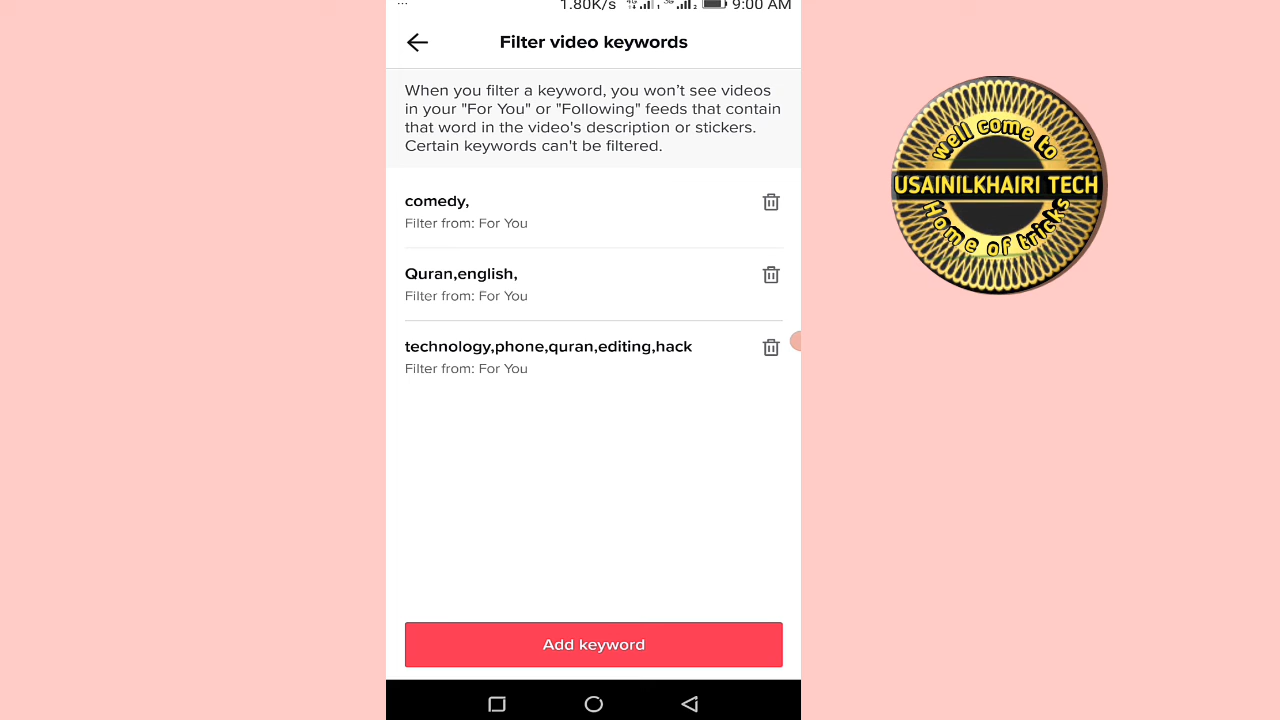 ...
1.80K/s 9:00 AM
Filter video keywords
When you filter a keyword, you won’t see videos
in your "For You" or "Following" feeds that contain
that word in the video's description or stickers.
Certain keywords can't be filtered.
comedy,
Filter from: For You
Quran,english,
Filter from: For You
technology,phone,quran,editing,hack
Filter from: For You
Add keyword
well come to
USAINILKHAIRI TECH
Home of tricks